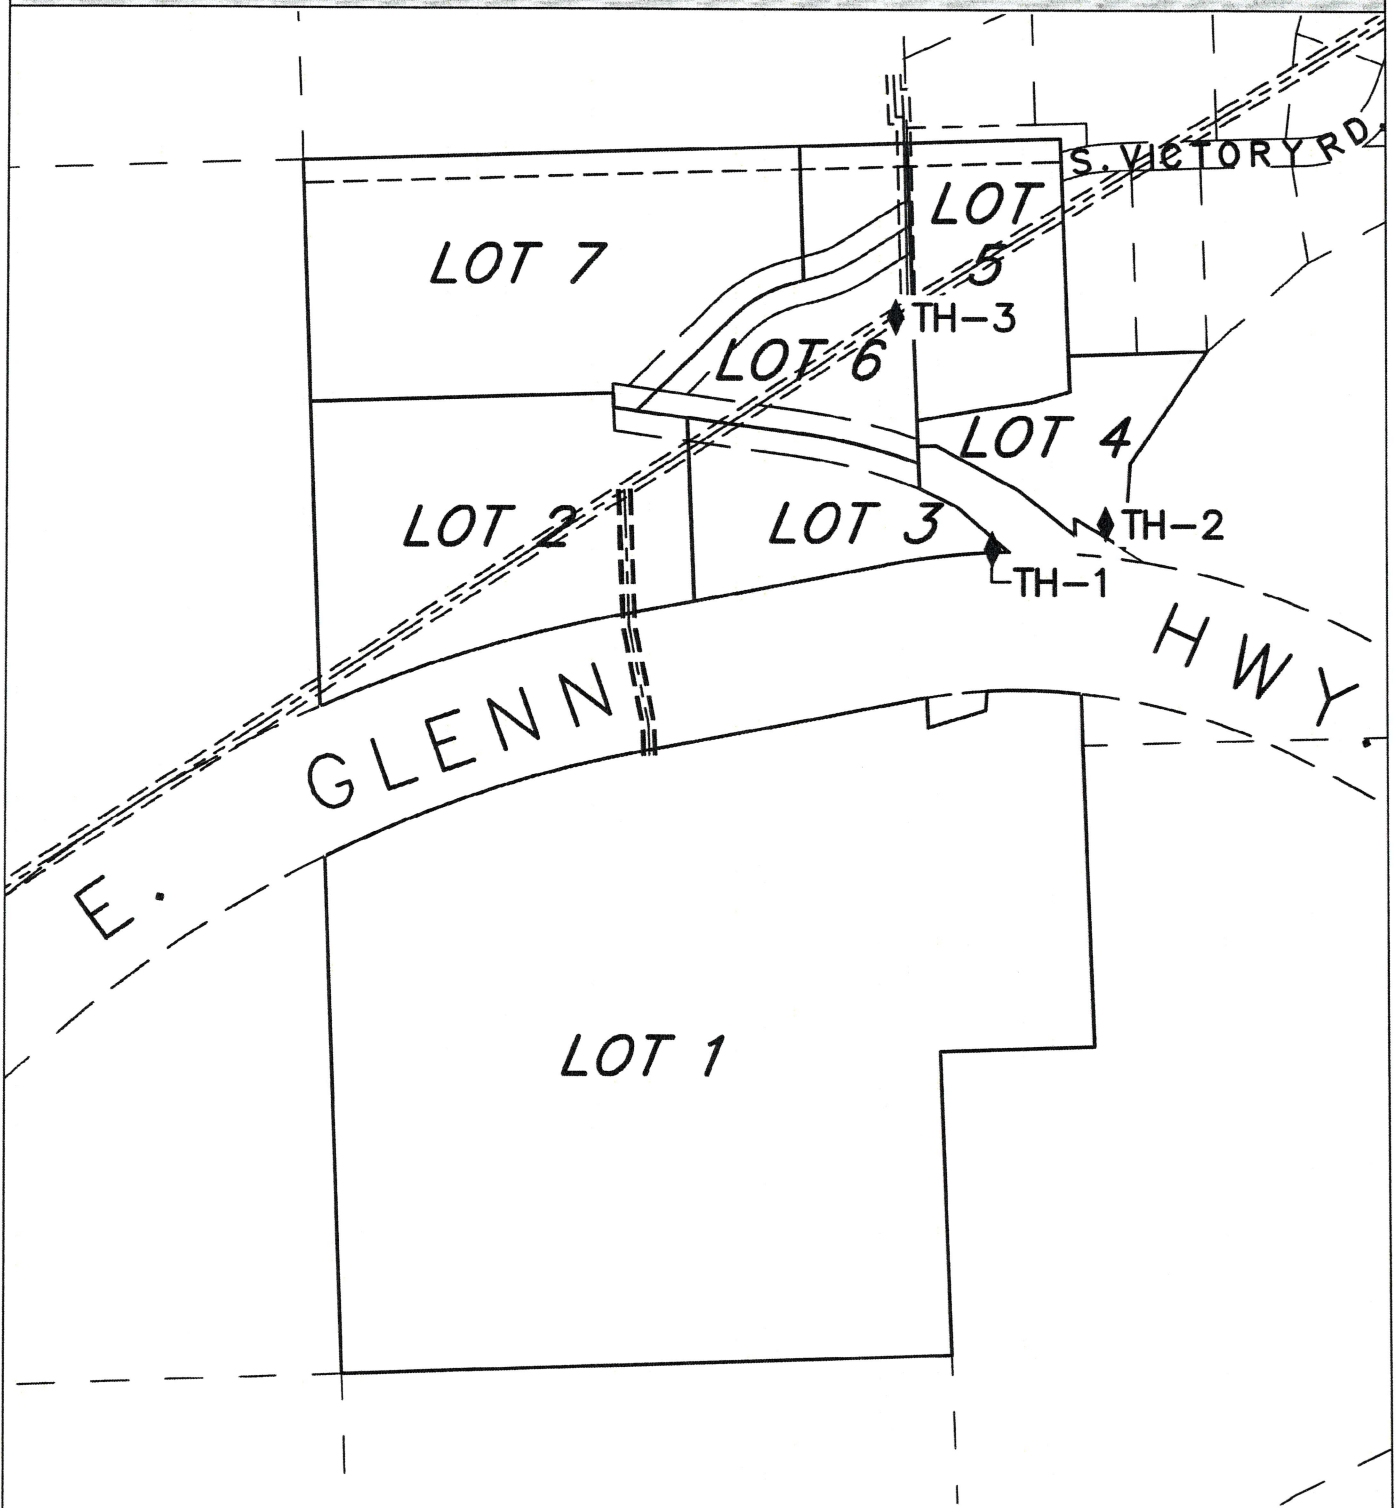 S. VICTORY RD.
LOT 5
LOT 7
TH-3
LOT 6
LOT 4
LOT 2
LOT 3
TH-2
TH-1
E. GLENN HWY.
LOT 1